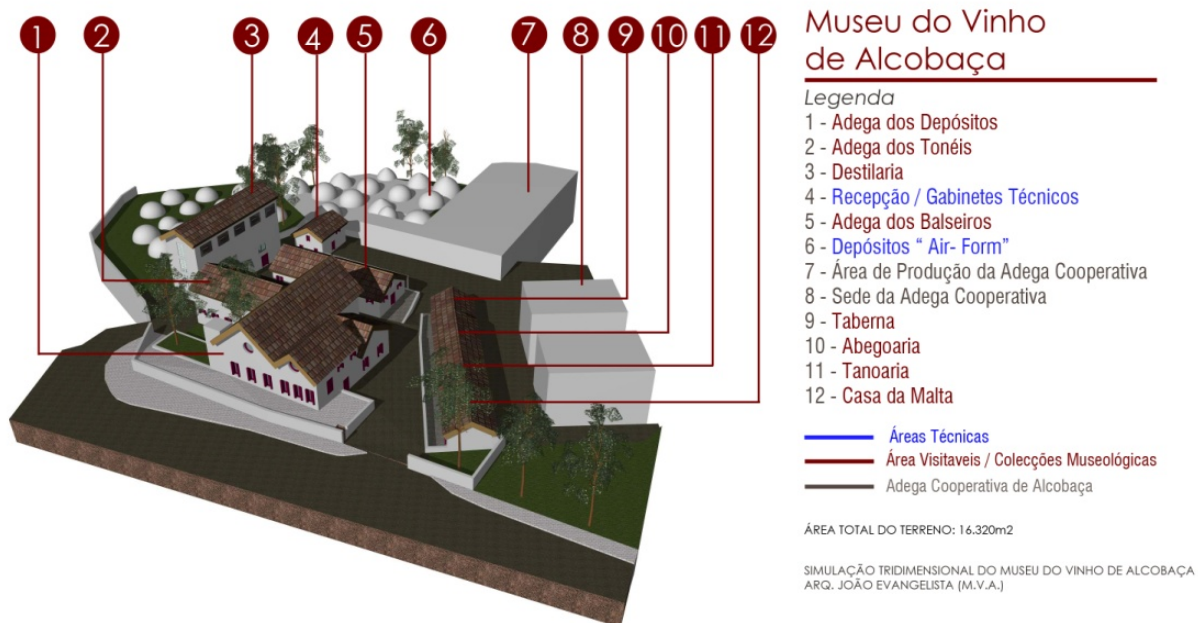 1 2 3 4 5 6 7 8 9 10 11 12
Museu do Vinho
de Alcobaça
Legenda
1 - Adega dos Depósitos
2 - Adega dos Tonéis
3 - Destilaria
4 - Recepção / Gabinetes Técnicos
5 - Adega dos Balseiros
6 - Depósitos “ Air- Form”
7 - Área de Produção da Adega Cooperativa
8 - Sede da Adega Cooperativa
9 - Taberna
10 - Abegoaria
11 - Tanoaria
12 - Casa da Malta
Áreas Técnicas
Área Visitaveis / Colecções Museológicas
Adega Cooperativa de Alcobaça
ÁREA TOTAL DO TERRENO: 16.320m2
SIMULAÇÃO TRIDIMENSIONAL DO MUSEU DO VINHO DE ALCOBAÇA
ARQ. JOÃO EVANGELISTA (M.V.A.)